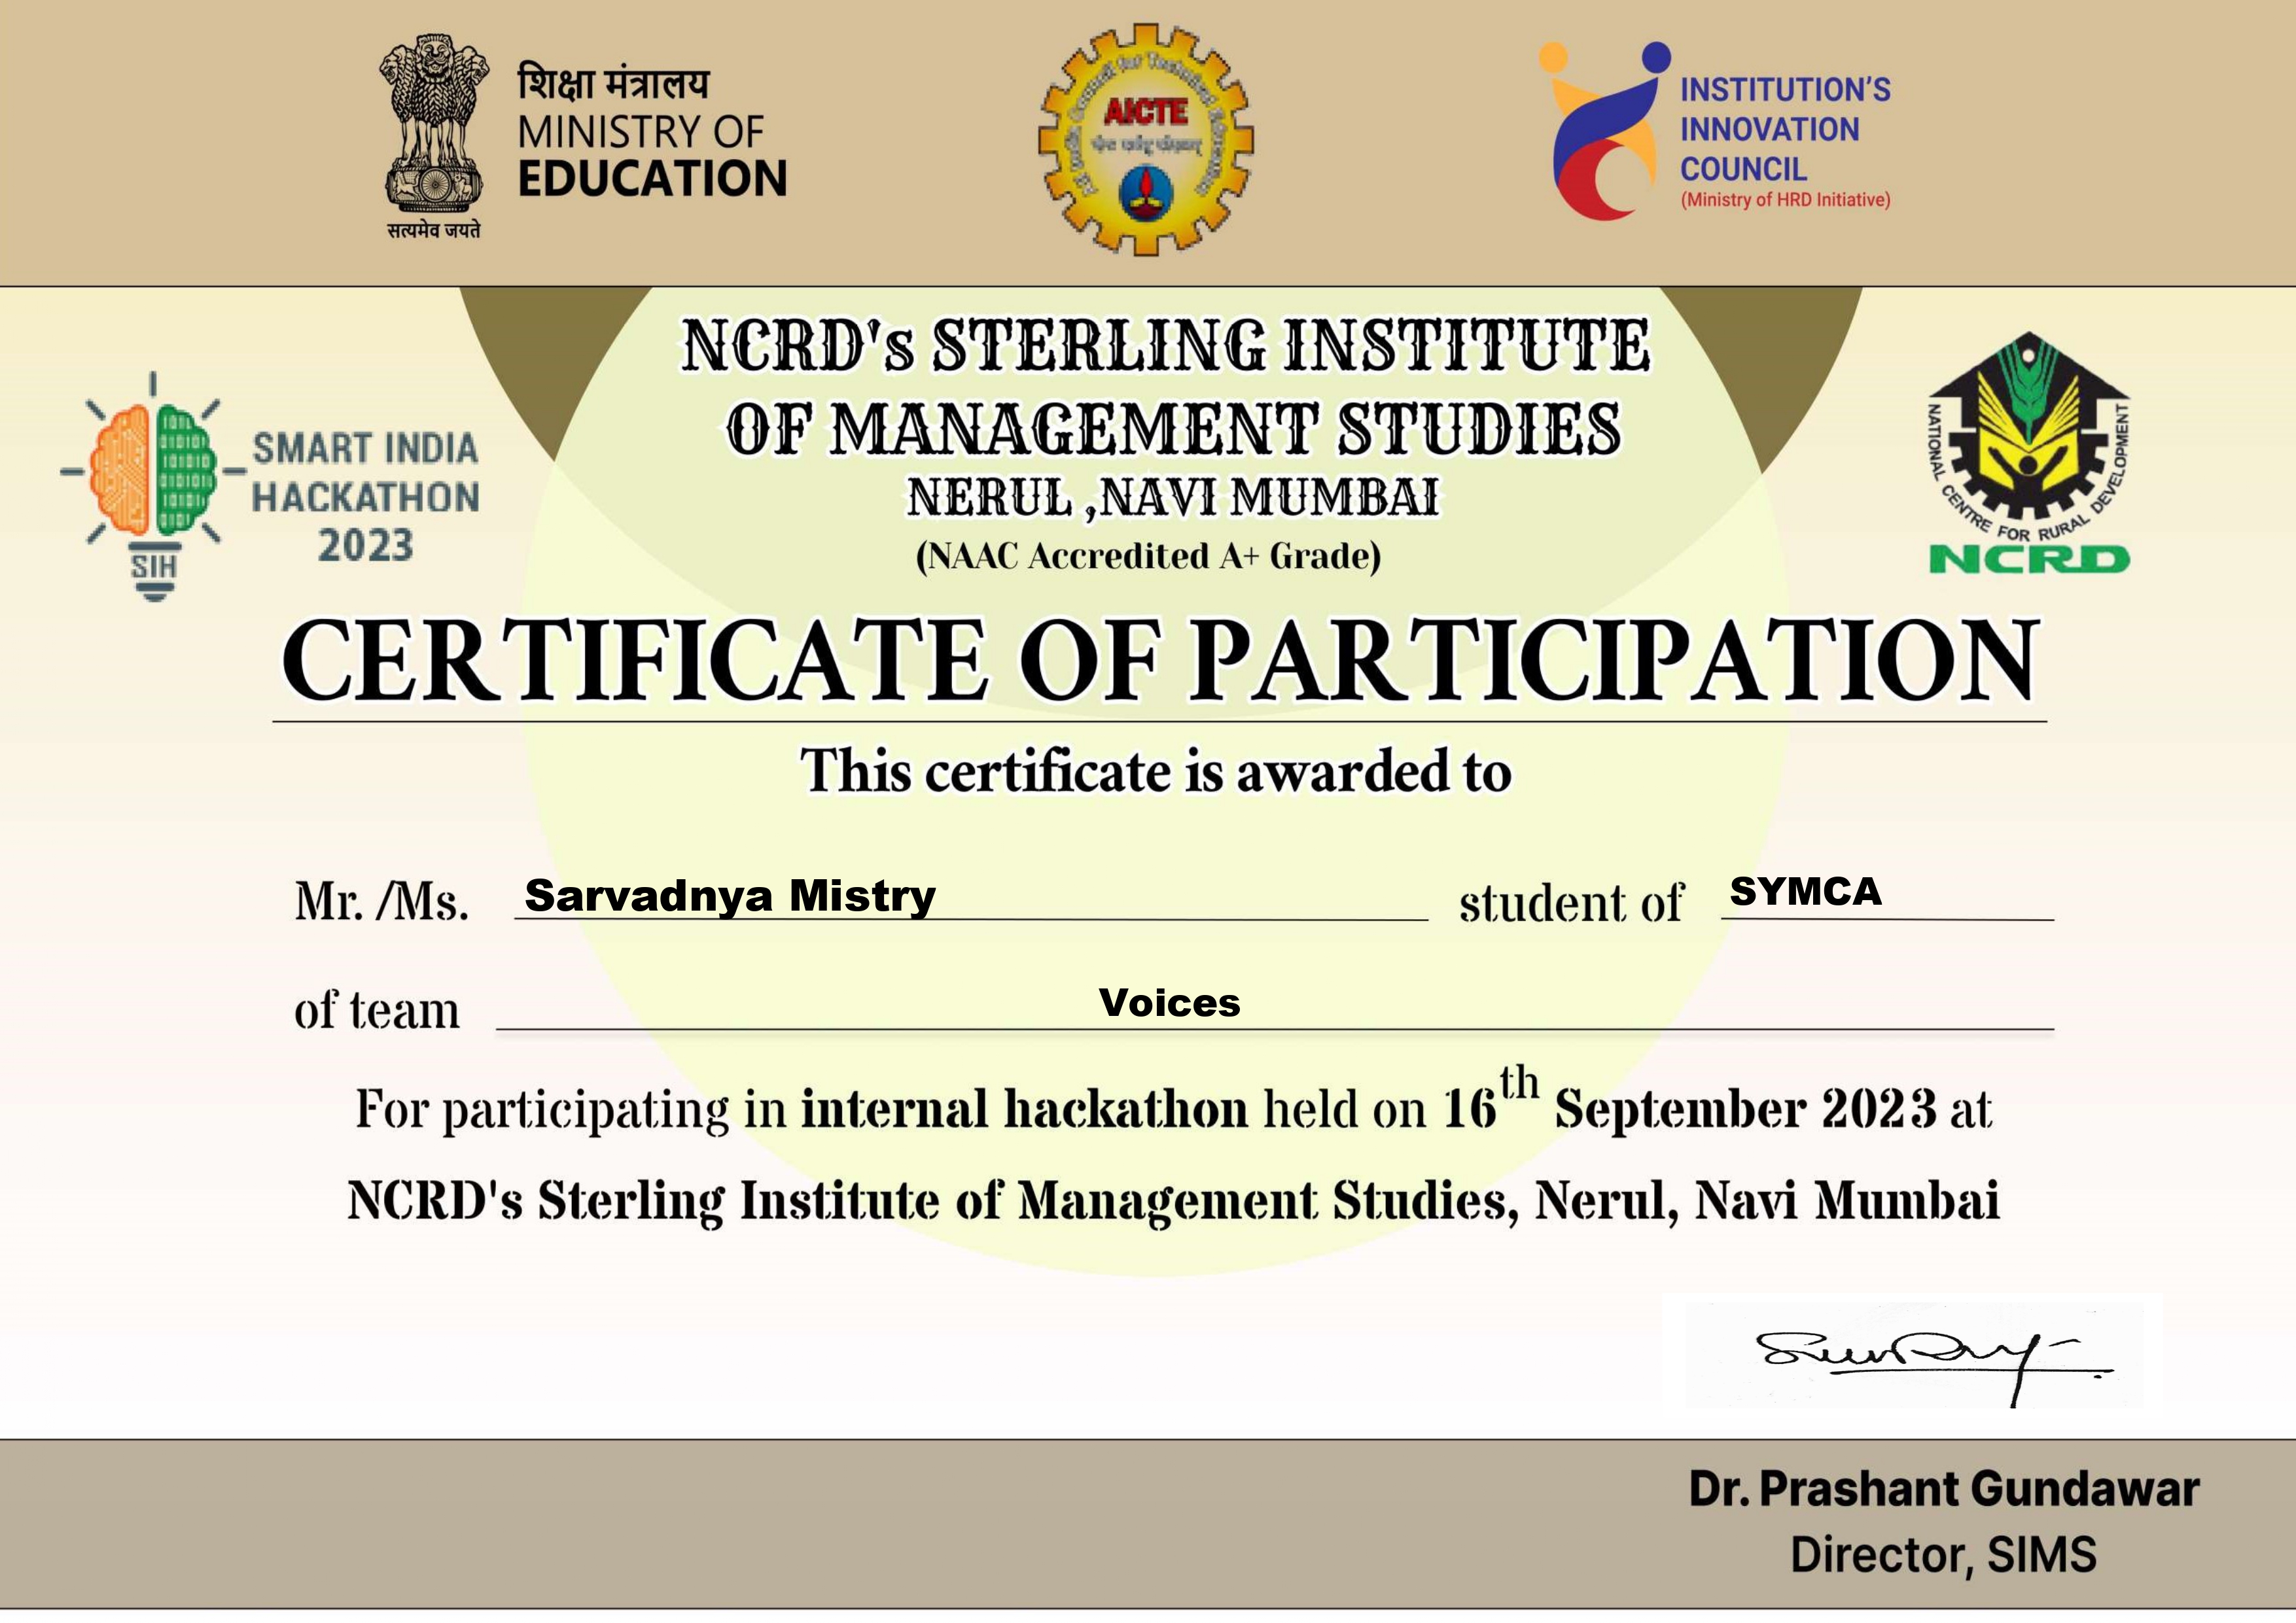 शिक्षा मंत्रालय
MINISTRY OF
EDUCATION
सत्यमेव जयते
AICTE
INSTITUTION'S
INNOVATION
COUNCIL
(Ministry of HRD Initiative)
NCRD's STERLING INSTITUTE
OF MANAGEMENT STUDIES
NERUL ,NAVI MUMBAI
(NAAC Accredited A+ Grade)
SMART INDIA
HACKATHON
2023
SIH
NATIONAL CENTRE FOR RURAL DEVELOPMENT
NCRD
CERTIFICATE OF PARTICIPATION
This certificate is awarded to
Mr. /Ms. Sarvadnya Mistry student of SYMCA
of team Voices
For participating in internal hackathon held on 16th September 2023 at
NCRD's Sterling Institute of Management Studies, Nerul, Navi Mumbai
Dr. Prashant Gundawar
Director, SIMS